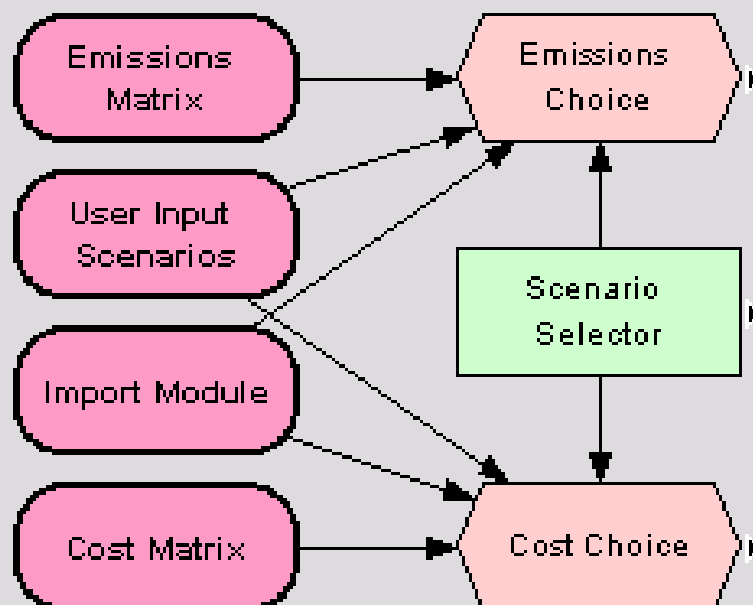 Emissions
Matrix
Emissions
Choice
User Input
Scenarios
Scenario
Selector
Import Module
Cost Matrix
Cost Choice